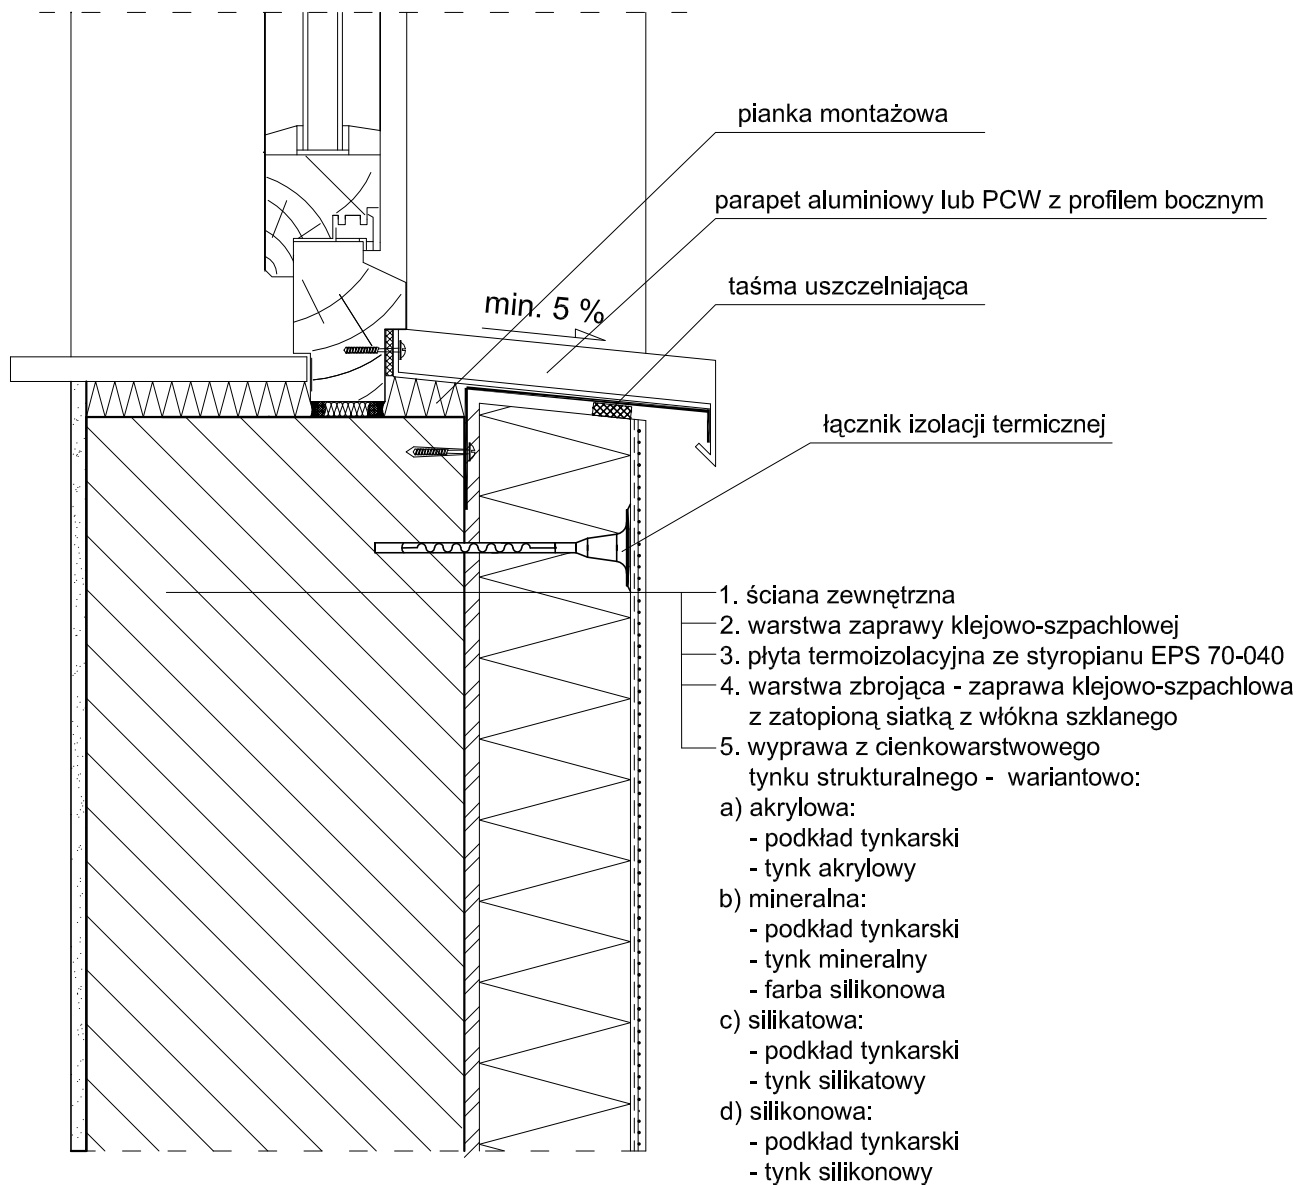 pianka montażowa
parapet aluminiowy lub PCW z profilem bocznym
taśma uszczelniająca
min. 5 %
łącznik izolacji termicznej
1. ściana zewnętrzna
2. warstwa zaprawy klejowo-szpachlowej
3. płyta termoizolacyjna ze styropianu EPS 70-040
4. warstwa zbrojąca - zaprawa klejowo-szpachlowa
z zatopioną siatką z włókna szklanego
5. wyprawa z cienkowarstwowego
tynku strukturalnego - wariantowo:
a) akrylowa:
- podkład tynkarski
- tynk akrylowy
b) mineralna:
- podkład tynkarski
- tynk mineralny
- farba silikonowa
c) silikatowa:
- podkład tynkarski
- tynk silikatowy
d) silikonowa:
- podkład tynkarski
- tynk silikonowy